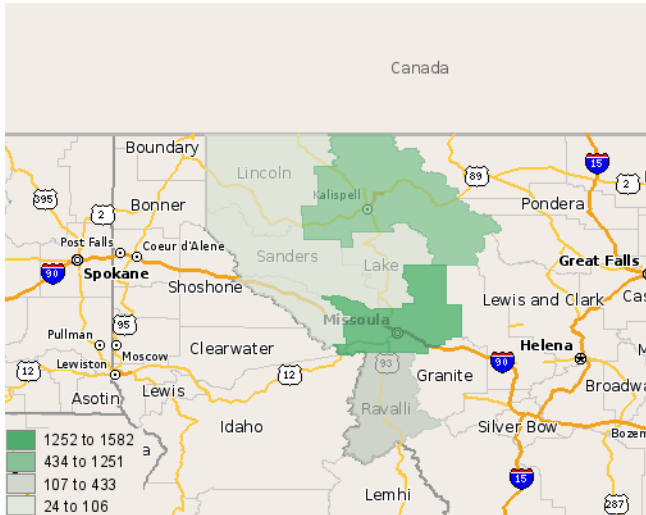 Canada
Boundary
Lincoln
15
89
2
Kalispell
395
Bonner
Pondera
2
Post Falls
Coeur d'Alene
Sanders
Lake
Great Falls
Spokane
90
Shoshone
Lewis and Clark
Cas
Missoula
95
Pullman
Clearwater
Helena
Moscow
93
90
12
Lewiston
12
Granite
Broadwa
Asotin
Lewis
Ravalli
Idaho
Silver Bow
Bozem
1252 to 1582
a
434 to 1251
15
107 to 433
Lemhi
287
24 to 106